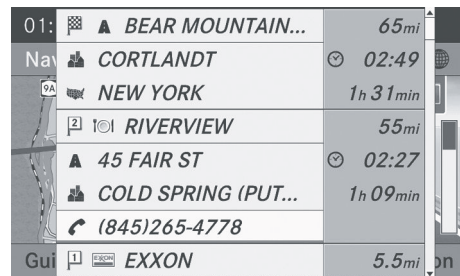 01:
BEAR MOUNTAIN... 65mi
Nav
CORTLANDT 02:49
9A
NEW YORK 1h 31min
2 RIVERVIEW 55mi
45 FAIR ST 02:27
COLD SPRING (PUT... 1h 09min
(845)265-4778
Gui 1 EXXON EXXON 5.5mi on